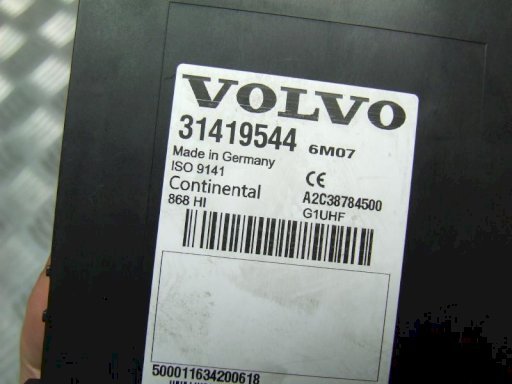 VOLVO
31419544 6M07
Made in Germany
ISO 9141
Continental A2C38784500
868 HI G1UHF
500011634200618